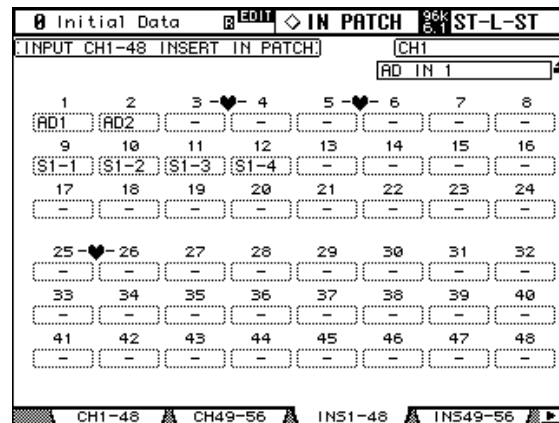 0 Initial Data R EDIT ◇ IN PATCH 96k 6.1 ST-L-ST
INPUT CH1-48 INSERT IN PATCH CH1
AD IN 1
1 2 3 -♥- 4 5 -♥- 6 7 8
AD1 AD2 - - - - - -
9 10 11 12 13 14 15 16
S1-1 S1-2 S1-3 S1-4 - - - -
17 18 19 20 21 22 23 24
- - - - - - - -
25 -♥- 26 27 28 29 30 31 32
- - - - - - - -
33 34 35 36 37 38 39 40
- - - - - - - -
41 42 43 44 45 46 47 48
- - - - - - - -
CH1-48 CH49-56 INS1-48 INS49-56